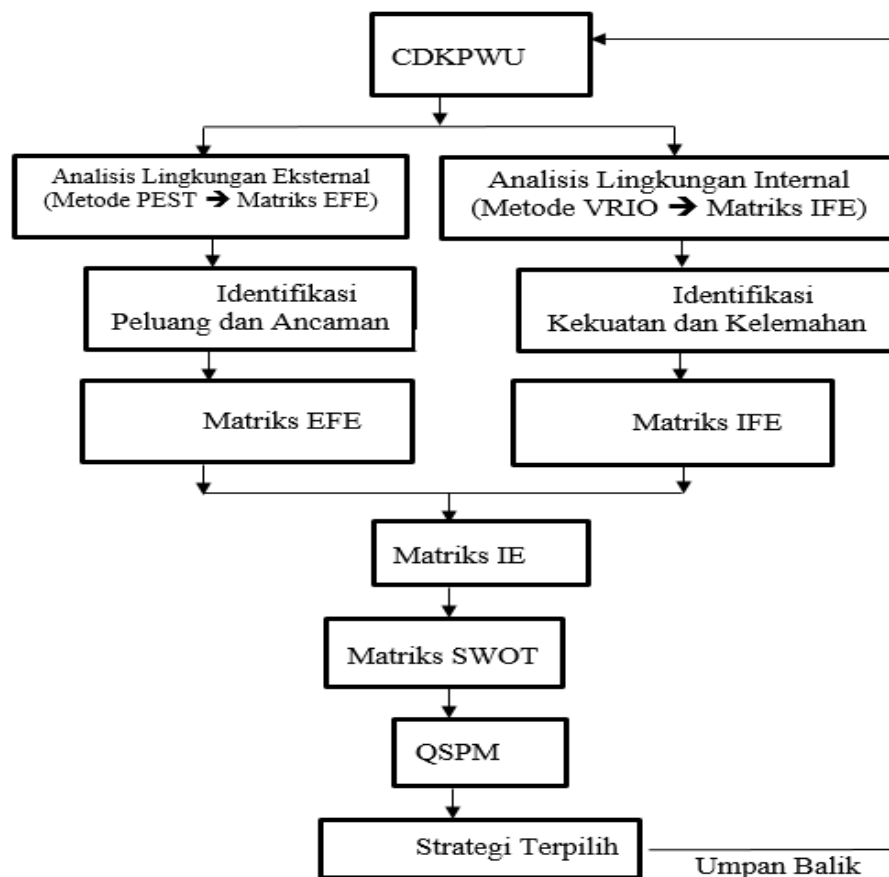 CDKPWU
Analisis Lingkungan Eksternal
(Metode PEST ➔ Matriks EFE)
Analisis Lingkungan Internal
(Metode VRIO ➔ Matriks IFE)
Identifikasi
Peluang dan Ancaman
Identifikasi
Kekuatan dan Kelemahan
Matriks EFE
Matriks IFE
Matriks IE
Matriks SWOT
QSPM
Strategi Terpilih
Umpan Balik